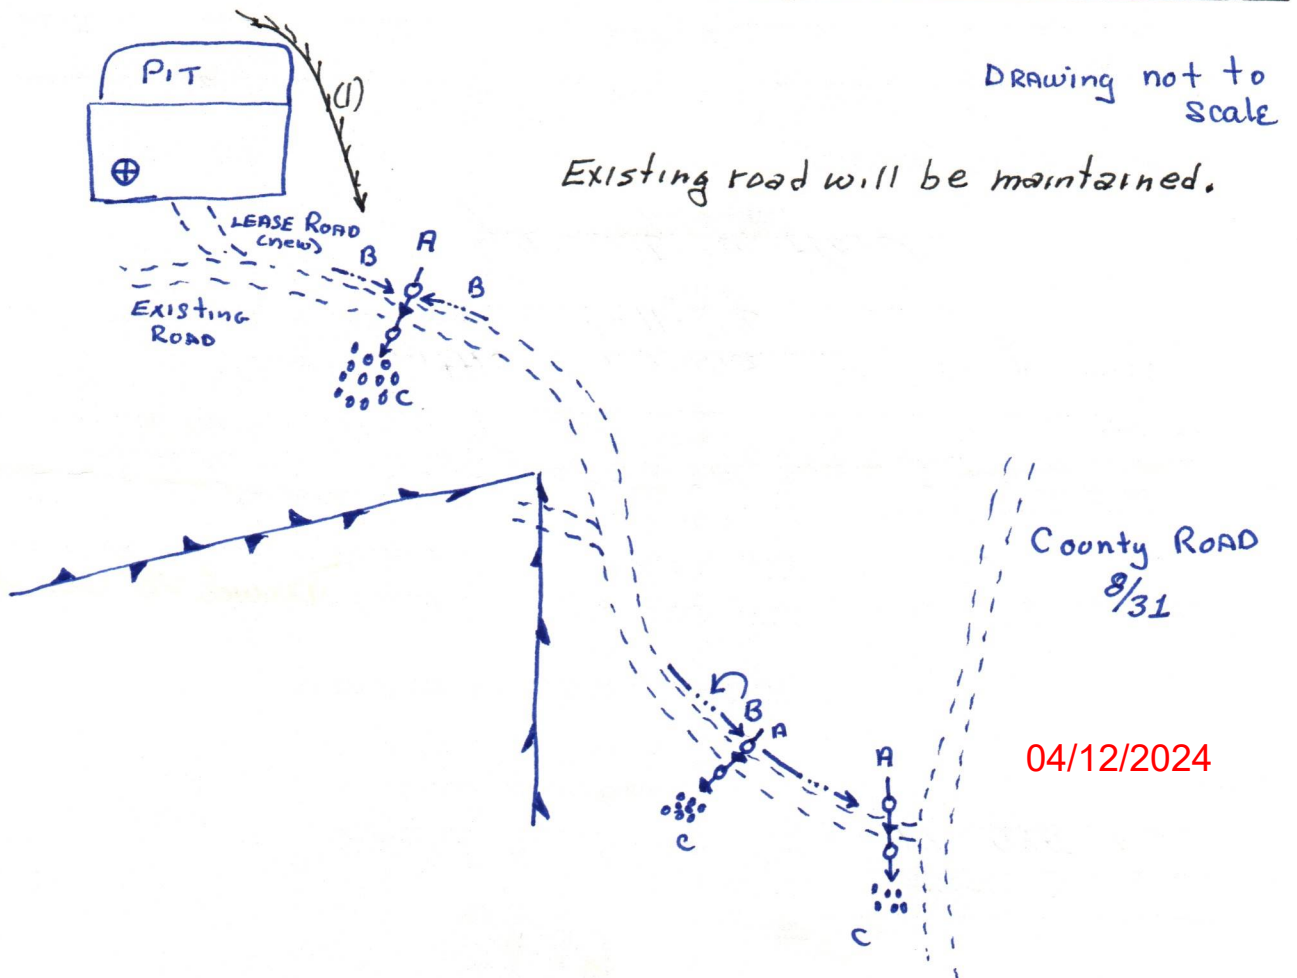 PIT
(1)
DRAWING not to
scale
Existing road will be maintained.
LEASE ROAD
(new)
A
B
B
EXISTING
ROAD
C
County ROAD
8/31
B
A
A
04/12/2024
C
C